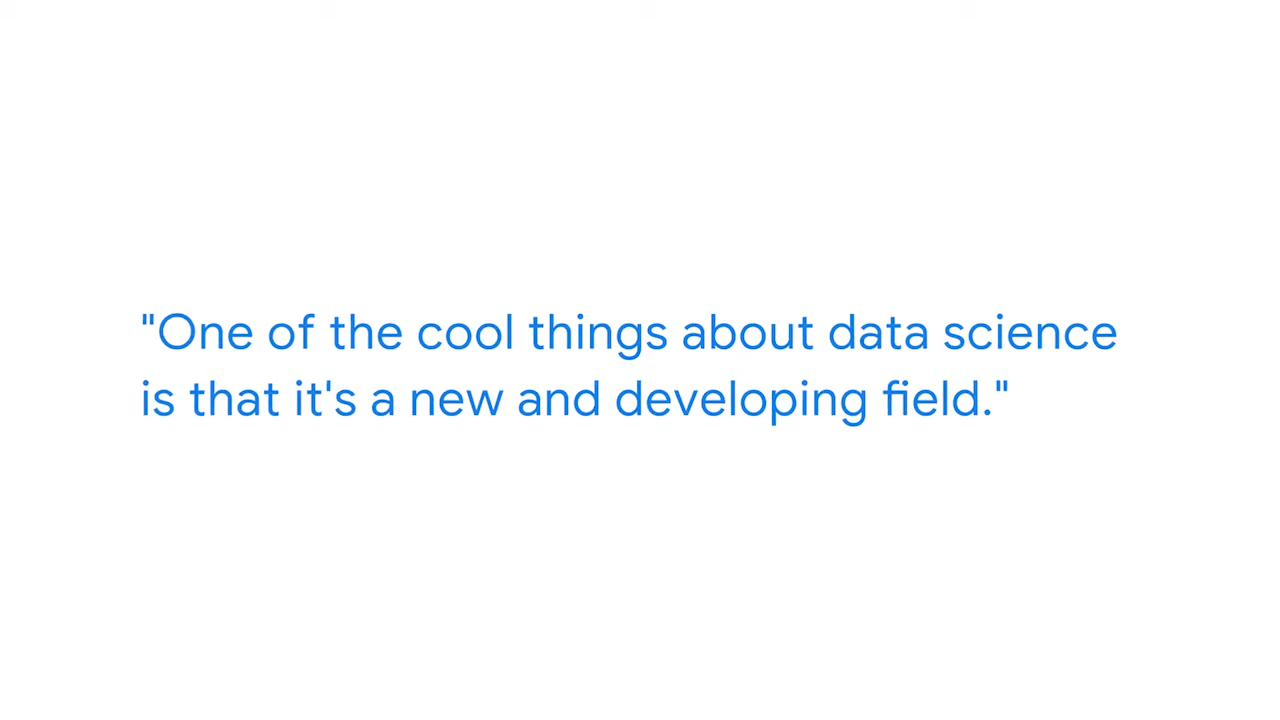 "One of the cool things about data science
is that it's a new and developing field."